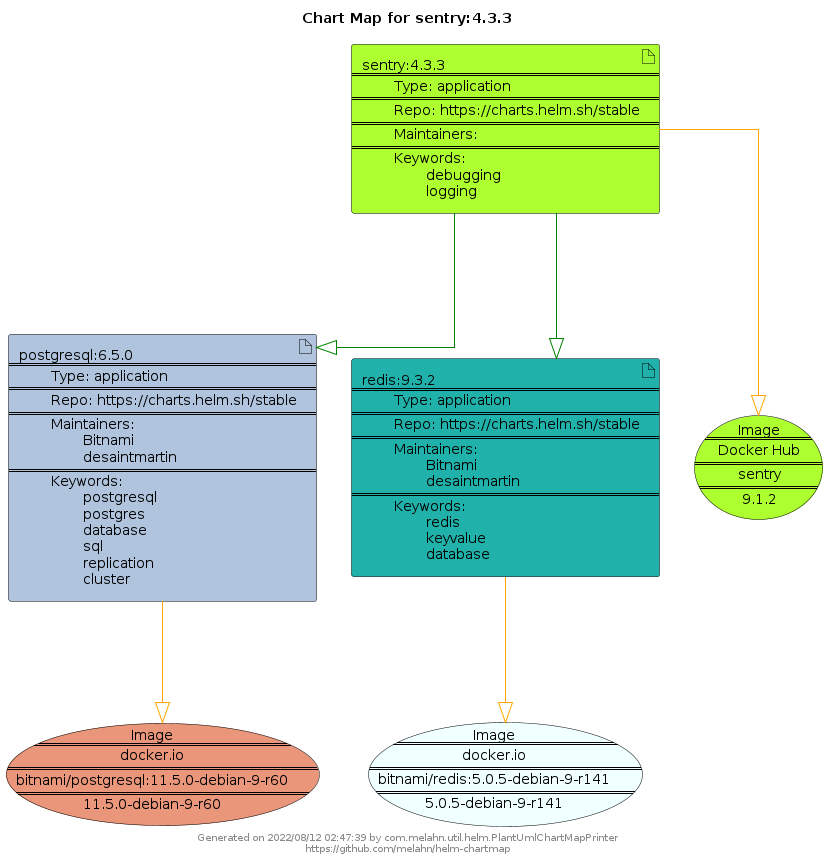 Chart Map for sentry:4.3.3
sentry:4.3.3
Type: application
Repo: https://charts.helm.sh/stable
Maintainers:
Keywords:
debugging
logging
postgresql:6.5.0
Type: application
Repo: https://charts.helm.sh/stable
Maintainers:
Bitnami
desaintmartin
Keywords:
postgresql
postgres
database
sql
replication
cluster
redis:9.3.2
Type: application
Repo: https://charts.helm.sh/stable
Maintainers:
Bitnami
desaintmartin
Keywords:
redis
keyvalue
database
Image
Docker Hub
sentry
9.1.2
Image
docker.io
bitnami/postgresql:11.5.0-debian-9-r60
11.5.0-debian-9-r60
Image
docker.io
bitnami/redis:5.0.5-debian-9-r141
5.0.5-debian-9-r141
Generated on 2022/08/12 02:47:39 by com.melahn.util.helm.PlantUmlChartMapPrinter
https://github.com/melahn/helm-chartmap